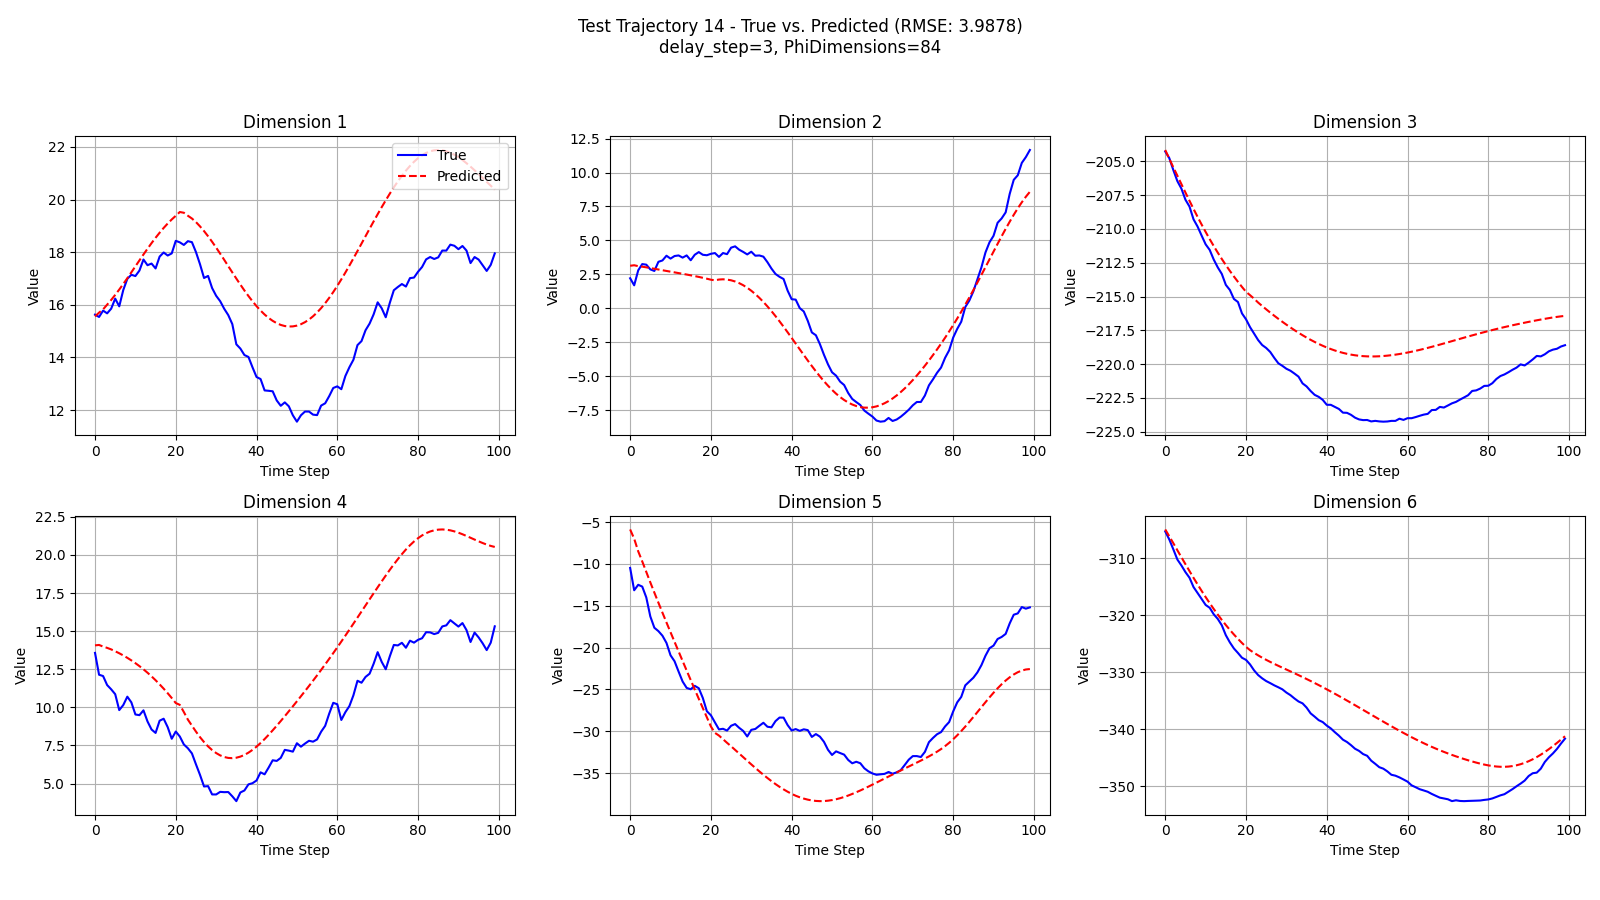 Test Trajectory 14 - True vs. Predicted (RMSE: 3.9878)
delay_step=3, PhiDimensions=84
Dimension 1
22
20
18
16
14
12
Value
0 20 40 60 80 100
Time Step
True
Predicted
Dimension 2
12.5
10.0
7.5
5.0
2.5
0.0
−2.5
−5.0
−7.5
Value
0 20 40 60 80 100
Time Step
Dimension 3
−205.0
−207.5
−210.0
−212.5
−215.0
−217.5
−220.0
−222.5
−225.0
Value
0 20 40 60 80 100
Time Step
Dimension 4
22.5
20.0
17.5
15.0
12.5
10.0
7.5
5.0
Value
0 20 40 60 80 100
Time Step
Dimension 5
−5
−10
−15
−20
−25
−30
−35
Value
0 20 40 60 80 100
Time Step
Dimension 6
−310
−320
−330
−340
−350
Value
0 20 40 60 80 100
Time Step